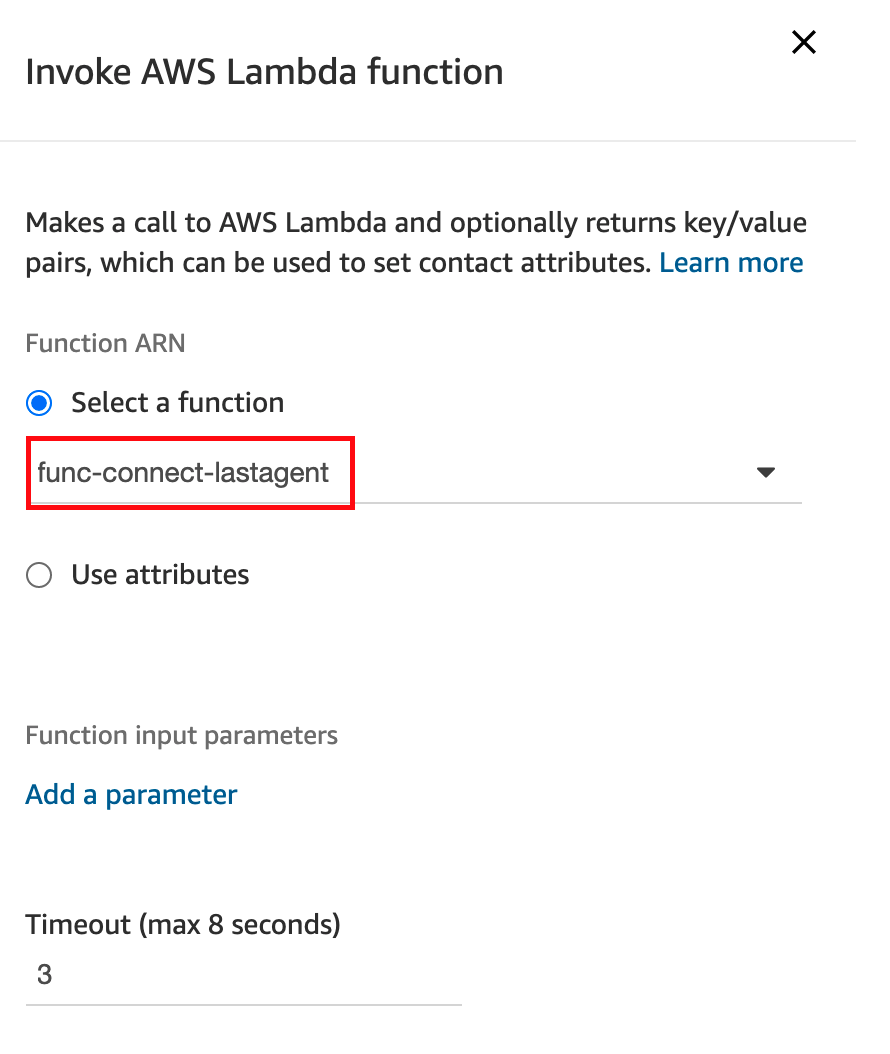 Invoke AWS Lambda function
Makes a call to AWS Lambda and optionally returns key/value
pairs, which can be used to set contact attributes. Learn more
Function ARN
Select a function
func-connect-lastagent
Use attributes
Function input parameters
Add a parameter
Timeout (max 8 seconds)
3